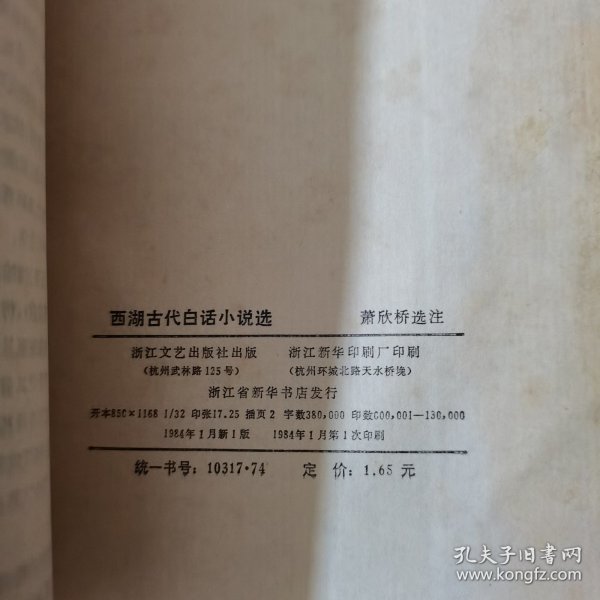 西湖古代白话小说选 萧欣桥选注
浙江文艺出版社出版 浙江新华印刷厂印刷
(杭州武林路125号) (杭州环城北路天水桥堍)
浙江省新华书店发行
开本850×1168 1/32 印张17.25 插页2 字数380,000 印数000,001—130,000
1984年1月新1版 1984年1月第1次印刷
统一书号：10317·74 定 价：1.65 元
孔夫子旧书网
www.kongfz.com